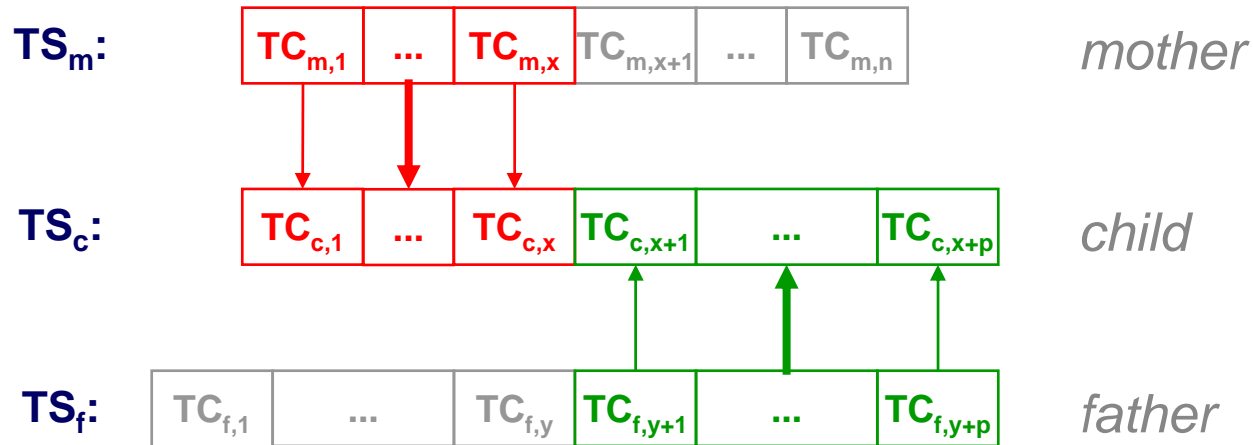 TSm: TCm,1 ... TCm,x TCm,x+1 ... TCm,n mother
TSc: TCc,1 ... TCc,x TCc,x+1 ... TCc,x+p child
TSf: TCf,1 ... TCf,y TCf,y+1 ... TCf,y+p father